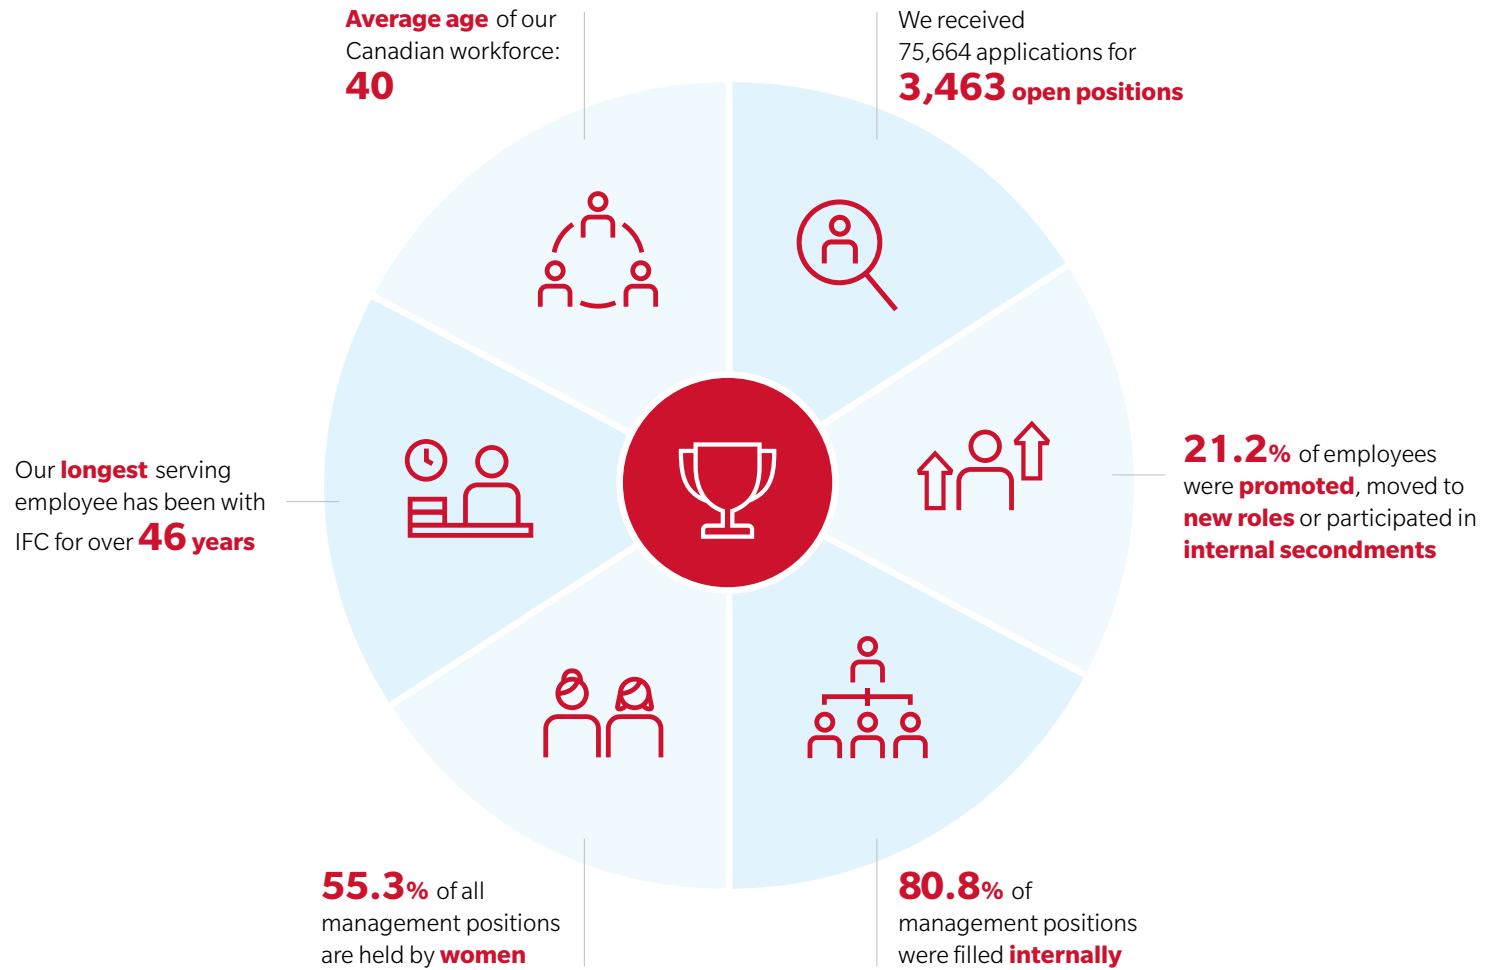 Average age of our
Canadian workforce:
40
We received
75,664 applications for
3,463 open positions
21.2% of employees
were promoted, moved to
new roles or participated in
internal secondments
80.8% of
management positions
were filled internally
55.3% of all
management positions
are held by women
Our longest serving
employee has been with
IFC for over 46 years